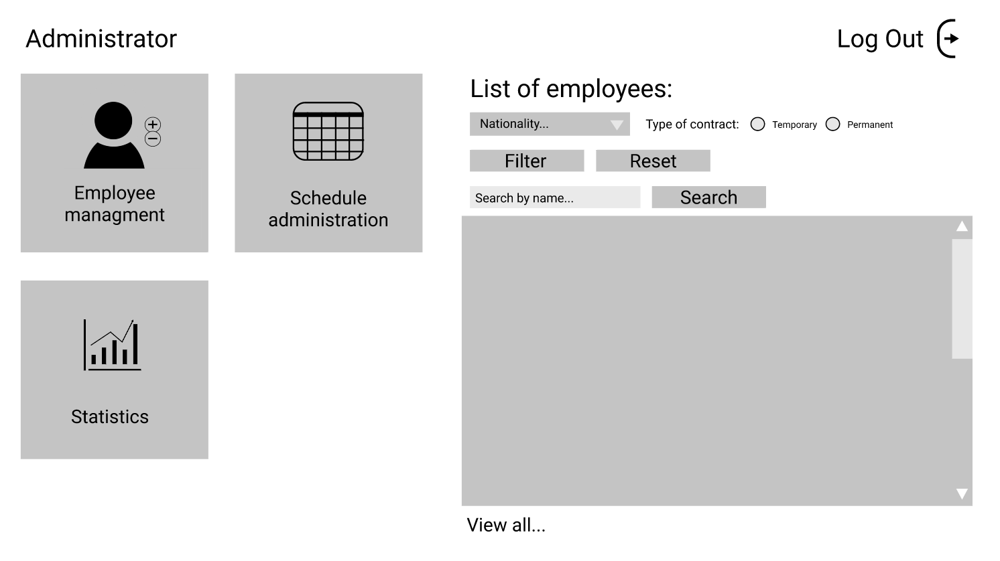 Administrator
Log Out
Employee
managment
Schedule
administration
Statistics
List of employees:
Nationality...
Type of contract:
Temporary
Permanent
Filter
Reset
Search by name...
Search
View all...